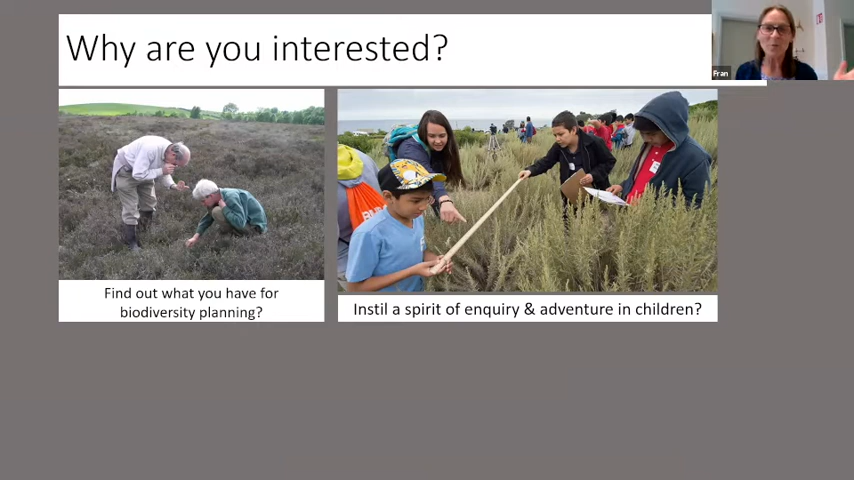 Why are you interested?
Fran
Find out what you have for
biodiversity planning?
Instil a spirit of enquiry & adventure in children?